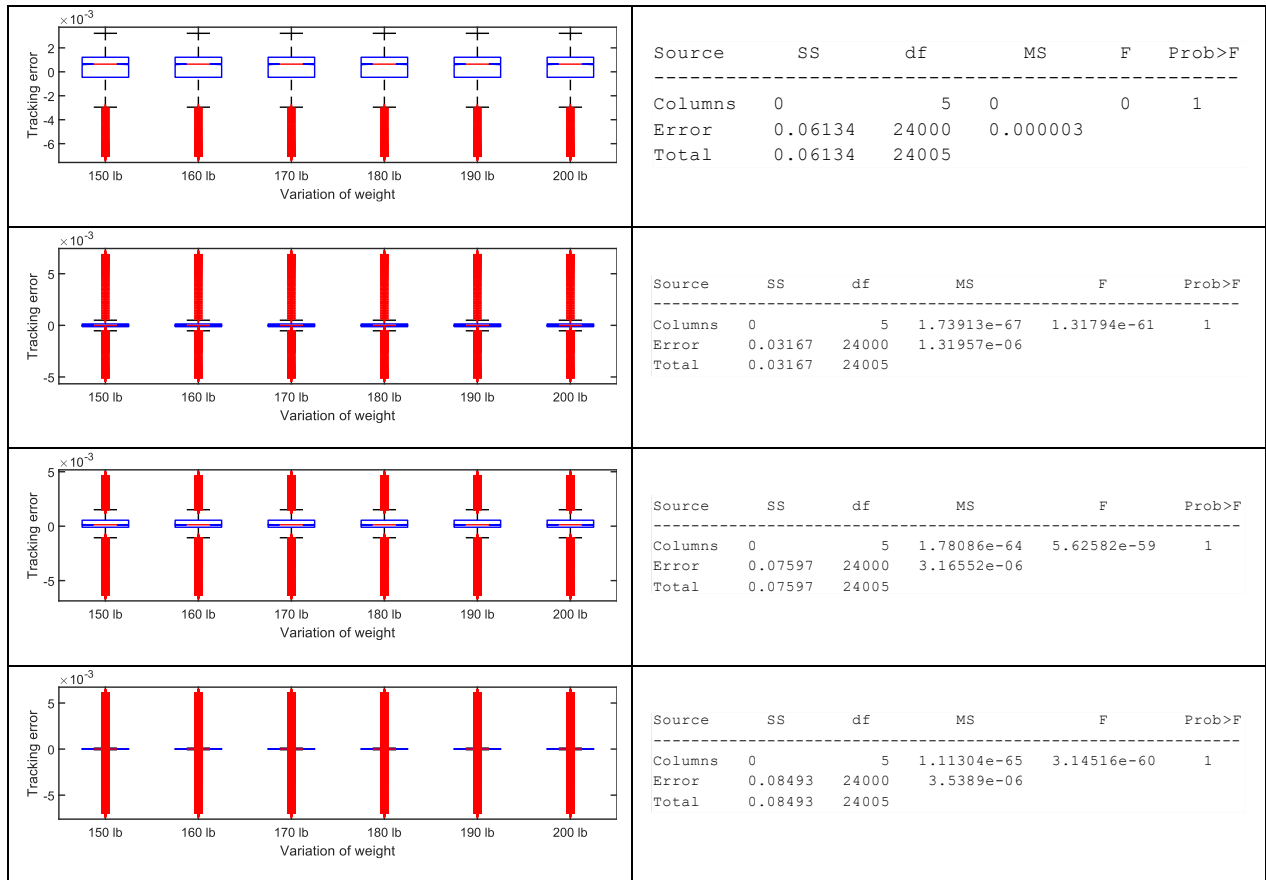 ×10-3
2
0
-2
-4
-6
Tracking error
150 lb 160 lb 170 lb 180 lb 190 lb 200 lb
Variation of weight
Source SS df MS F Prob>F
Columns 0 5 0 0 1
Error 0.06134 24000 0.000003
Total 0.06134 24005
×10-3
5
0
-5
Tracking error
150 lb 160 lb 170 lb 180 lb 190 lb 200 lb
Variation of weight
Source SS df MS F Prob>F
Columns 0 5 1.73913e-67 1.31794e-61 1
Error 0.03167 24000 1.31957e-06
Total 0.03167 24005
×10-3
5
0
-5
Tracking error
150 lb 160 lb 170 lb 180 lb 190 lb 200 lb
Variation of weight
Source SS df MS F Prob>F
Columns 0 5 1.78086e-64 5.62582e-59 1
Error 0.07597 24000 3.16552e-06
Total 0.07597 24005
×10-3
5
0
-5
Tracking error
150 lb 160 lb 170 lb 180 lb 190 lb 200 lb
Variation of weight
Source SS df MS F Prob>F
Columns 0 5 1.11304e-65 3.14516e-60 1
Error 0.08493 24000 3.5389e-06
Total 0.08493 24005